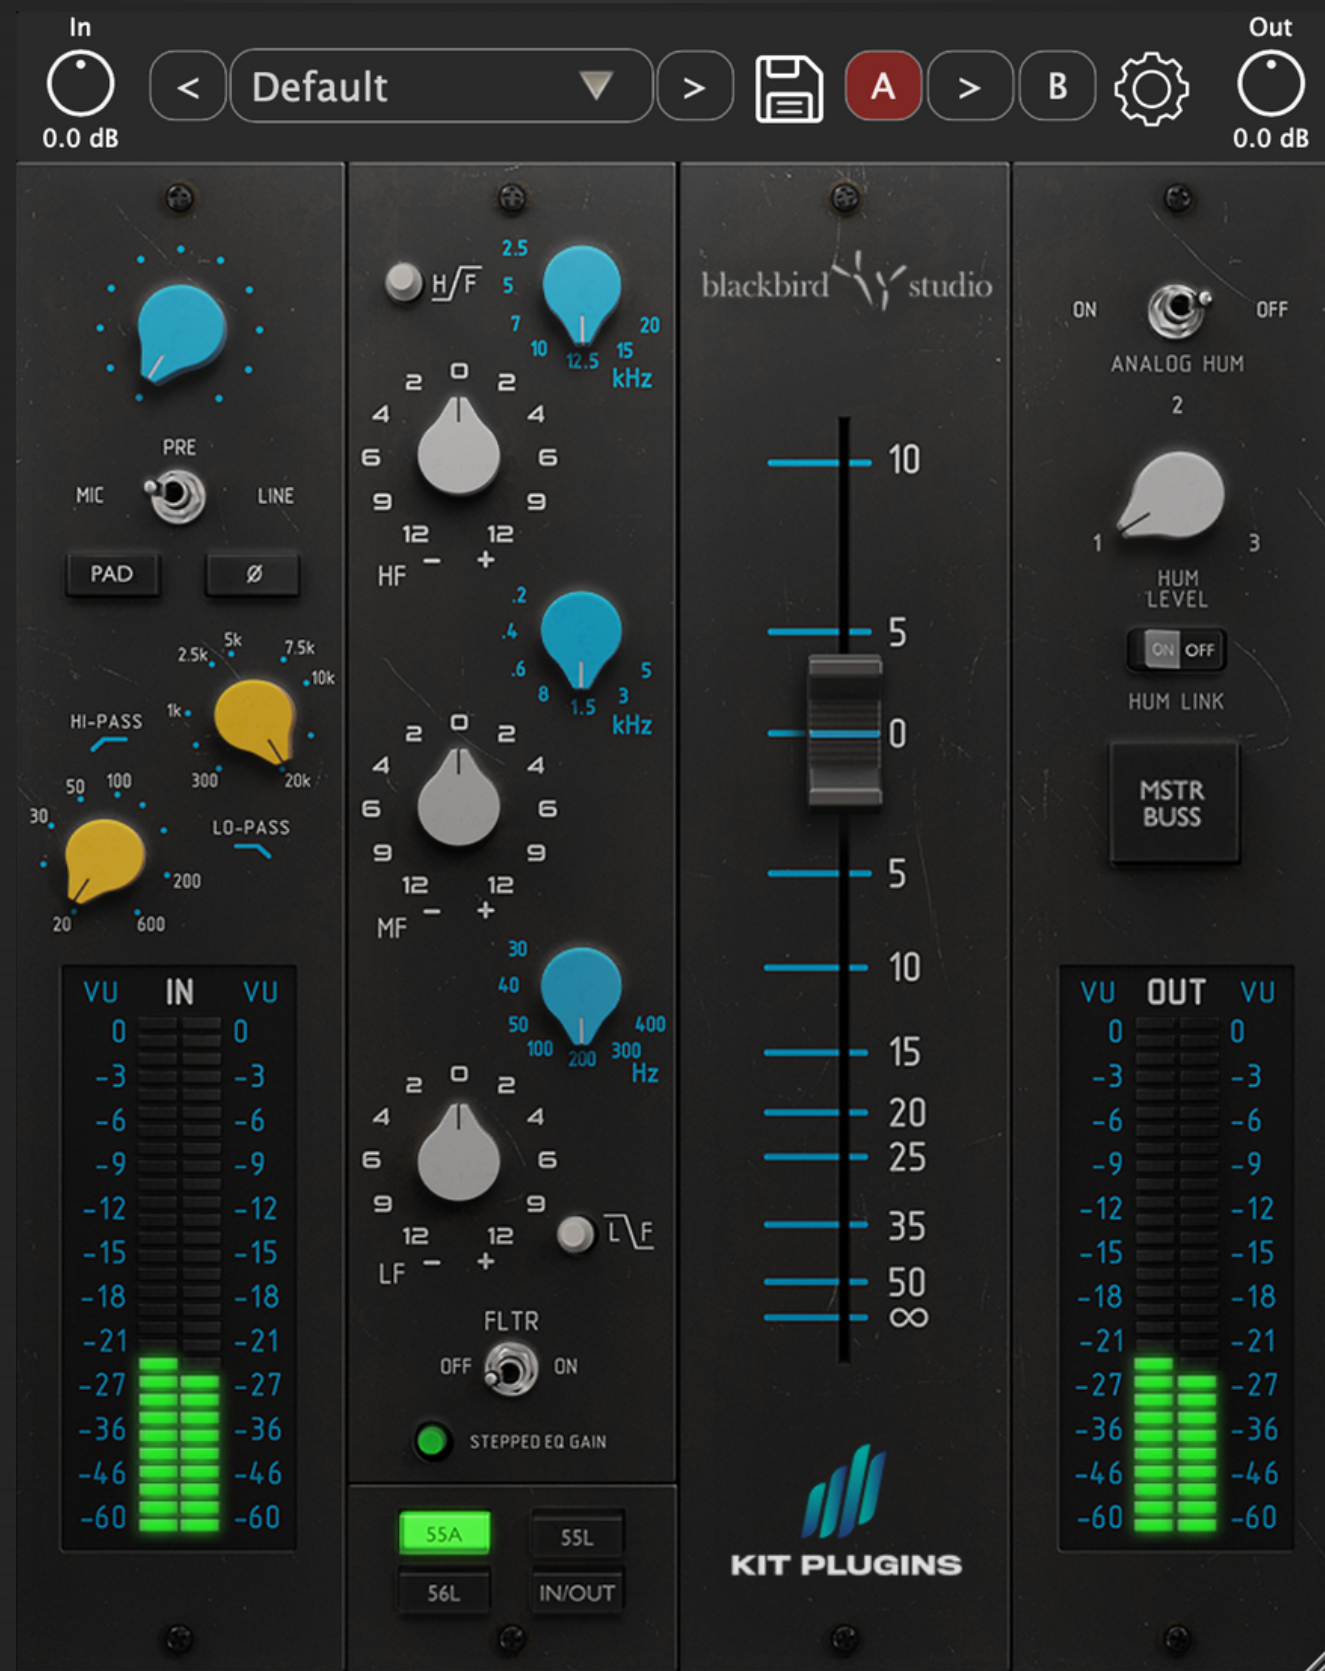 In
Out
<
Default
>
A
>
B
0.0 dB
0.0 dB
PRE
MIC
LINE
PAD
Ø
5k
2.5k
7.5k
10k
1k
300
20k
HI-PASS
LO-PASS
50
100
30
200
20
600
VU IN VU
0 0
-3 -3
-6 -6
-9 -9
-12 -12
-15 -15
-18 -18
-21 -21
-27 -27
-36 -36
-46 -46
-60 -60
H/F
2.5
5
7
10
12.5
15
20
kHz
0
2 2
4 4
6 6
9 9
12 12
- +
HF
.2
.4
.6
8
1.5
3
5
kHz
0
2 2
4 4
6 6
9 9
12 12
- +
MF
30
40
50
100
200
300
400
Hz
0
2 2
4 4
6 6
9 9
12 12
- +
LF
L\F
FLTR
OFF
ON
STEPPED EQ GAIN
55A
55L
56L
IN/OUT
blackbird studio
10
5
0
5
10
15
20
25
35
50
∞
KIT PLUGINS
ON
OFF
ANALOG HUM
2
1
3
HUM
LEVEL
ON OFF
HUM LINK
MSTR
BUSS
VU OUT VU
0 0
-3 -3
-6 -6
-9 -9
-12 -12
-15 -15
-18 -18
-21 -21
-27 -27
-36 -36
-46 -46
-60 -60